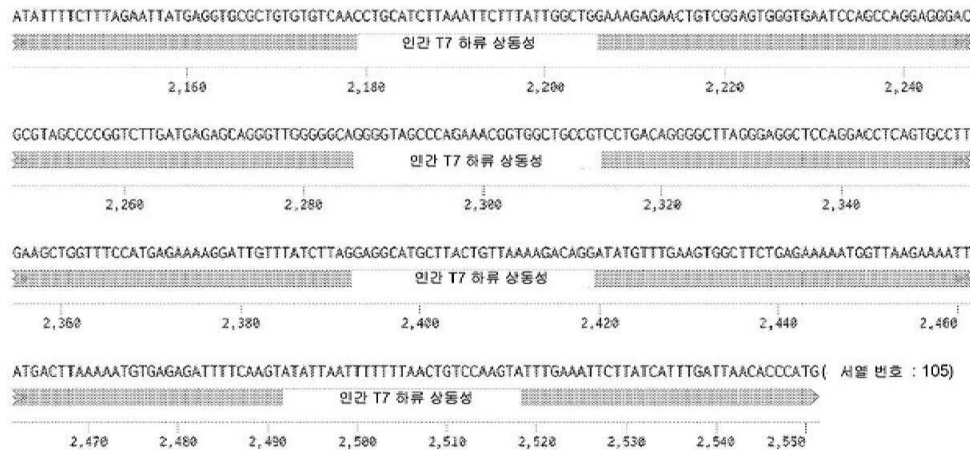 ATATTTTCTTTAGAATTATGAGGTGCGCTGTGTGTCAACCTGCATCTTAAATTCTTTATTGGCTGGAAAGAGAACTGTCGGAGTGGGTGAATCCAGCCAGGAGGGAC
인간 T7 하류 상동성
2,160 2,180 2,200 2,220 2,240
GCGTAGCCCCGGTCTTGATGAGAGCAGGGTTGGGGGCAGGGGTAGCCCAGAAACGGTGGCTGCCGTCCTGACAGGGGCTTAGGGAGGCTCCAGGACCTCAGTGCCTT
인간 T7 하류 상동성
2,260 2,280 2,300 2,320 2,340
GAAGCTGGTTTCCATGAGAAAAGGATTGTTTATCTTAGGAGGCATGCTTACTGTTAAAAGACAGGATATGTTTGAAGTGGCTTCTGAGAAAAATGGTTAAGAAAATT
인간 T7 하류 상동성
2,360 2,380 2,400 2,420 2,440 2,460
ATGACTTAAAAATGTGAGAGATTTTCAAGTATATTAATTTTTTTAACTGTCCAAGTATTTGAAATTCTTATCATTTGATTAACACCCATG( 서열 번호 : 105)
인간 T7 하류 상동성
2,470 2,480 2,490 2,500 2,510 2,520 2,530 2,540 2,550